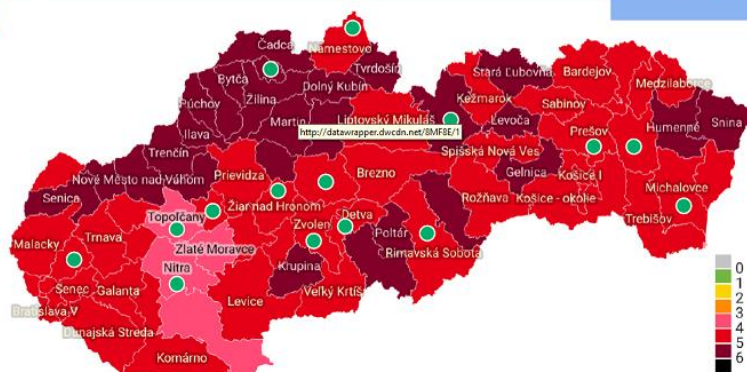 Čadca
Námestovo
Tvrdošín
Bytča
Dolný Kubín
Stará Ľubovňa
Bardejov
Medzilaborce
Púchov
Žilina
Kežmarok
Sabinov
Martin
Liptovský Mikuláš
Levoča
Prešov
Humenné
Snina
http://datawrapper.dwcdn.net/8MF8E/1
Ilava
Trenčín
Spišská Nová Ves
Gelnica
Košice I
Nové Mesto nad Váhom
Prievidza
Brezno
Michalovce
Senica
Rožňava
Košice - okolie
Topoľčany
Žiar nad Hronom
Detva
Trebišov
Malacky
Trnava
Zvolen
Poltár
Zlaté Moravce
Rimavská Sobota
Nitra
Krupina
Senec
Galanta
Levice
Veľký Krtíš
Bratislava V
Dunajská Streda
Komárno
0
1
2
3
4
5
6